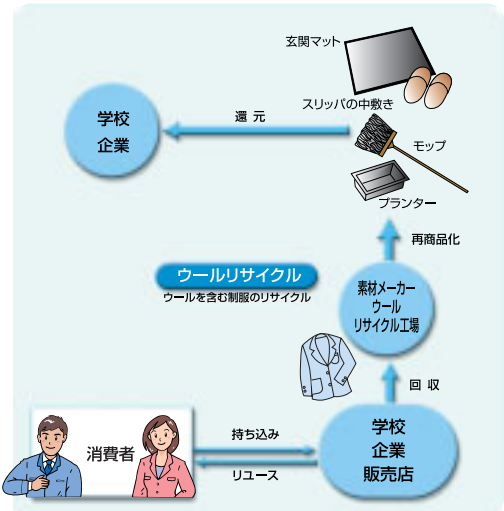 玄関マット
スリッパの中敷き
還元
学校
企業
モップ
プランター
再商品化
ウールリサイクル
ウールを含む制服のリサイクル
素材メーカー
ウール
リサイクル工場
回収
消費者
持ち込み
リユース
学校
企業
販売店